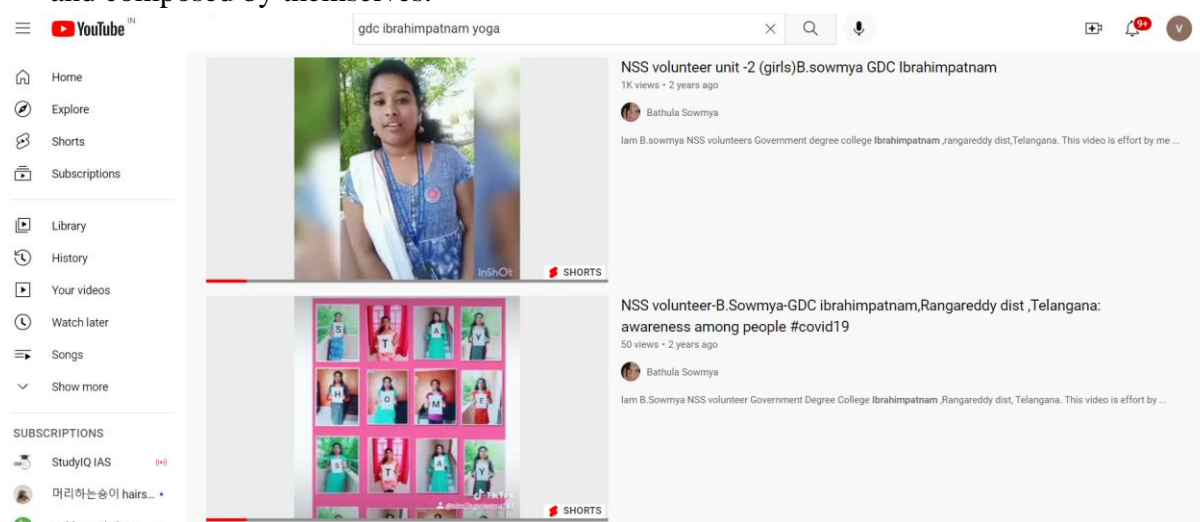 and composed by themselves.
YouTube IN
gdc ibrahimpatnam yoga
9+
V
Home
Explore
Shorts
Subscriptions
Library
History
Your videos
Watch later
Songs
Show more
SUBSCRIPTIONS
StudyIQ IAS
머리하는숭이 hairs...
InShOt
SHORTS
NSS volunteer unit -2 (girls)B.sowmya GDC Ibrahimpatnam
1K views • 2 years ago
Bathula Sowmya
Iam B.sowmya NSS volunteers Government degree college Ibrahimpatnam ,rangareddy dist,Telangana. This video is effort by me ...
S T A Y
H O M E
S T A Y
TikTok
SHORTS
NSS volunteer-B.Sowmya-GDC ibrahimpatnam,Rangareddy dist ,Telangana:
awareness among people #covid19
50 views • 2 years ago
Bathula Sowmya
Iam B.Sowmya NSS volunteer Government Degree College Ibrahimpatnam ,Rangareddy dist, Telangana. This video is effort by ...